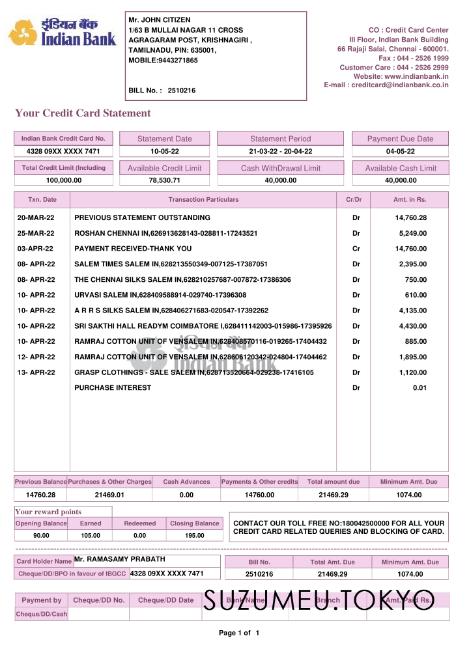 इंडियन बैंक
Indian Bank
Mr. JOHN CITIZEN
1/63 B MULLAI NAGAR 11 CROSS
AGRAGARAM POST, KRISHNAGIRI ,
TAMILNADU, PIN: 635001,
MOBILE:9443271865
BILL No. : 2510216
CO : Credit Card Center
III Floor, Indian Bank Building
66 Rajaji Salai, Chennai - 600001.
Fax : 044 - 2526 1999
Customer Care : 044 - 2526 2999
Website: www.indianbank.in
E-mail : creditcard@indianbank.co.in
Your Credit Card Statement
Indian Bank Credit Card No. Statement Date Statement Period Payment Due Date
4328 09XX XXXX 7471 10-05-22 21-03-22 - 20-04-22 04-05-22
Total Credit Limit (Including Available Credit Limit Cash WithDrawal Limit Available Cash Limit
100,000.00 78,530.71 40,000.00 40,000.00
Txn. Date Transaction Particulars Cr/Dr Amt. in Rs.
20-MAR-22 PREVIOUS STATEMENT OUTSTANDING Dr 14,760.28
25-MAR-22 ROSHAN CHENNAI IN,626913628143-028811-17243521 Dr 5,249.00
03-APR-22 PAYMENT RECEIVED-THANK YOU Cr 14,760.00
08- APR-22 SALEM TIMES SALEM IN,628213550349-007125-17387051 Dr 2,395.00
08- APR-22 THE CHENNAI SILKS SALEM IN,628210257687-007872-17386306 Dr 750.00
10- APR-22 URVASI SALEM IN,628409588914-029740-17396308 Dr 610.00
10- APR-22 A R R S SILKS SALEM IN,628406271683-020547-17392262 Dr 4,135.00
10- APR-22 SRI SAKTHI HALL READYM COIMBATORE I,628411142003-015986-17395926 Dr 4,430.00
10- APR-22 RAMRAJ COTTON UNIT OF VENSALEM IN,628408570116-019265-17404432 Dr 885.00
12- APR-22 RAMRAJ COTTON UNIT OF VENSALEM IN,628606120342-024804-17404462 Dr 1,895.00
13- APR-22 GRASP CLOTHINGS - SALE SALEM IN,628713520664-029238-17416105 Dr 1,120.00
PURCHASE INTEREST Dr 0.01
इंडियन बैंक
Indian Bank
Previous Balance Purchases & Other Charges Cash Advances Payments & Other credits Total amount due Minimum Amt. Due
14760.28 21469.01 0.00 14760.00 21469.29 1074.00
Your reward points
Opening Balance Earned Redeemed Closing Balance
90.00 105.00 0.00 195.00
CONTACT OUR TOLL FREE NO:180042500000 FOR ALL YOUR
CREDIT CARD RELATED QUERIES AND BLOCKING OF CARD.
Card Holder Name Mr. RAMASAMY PRABATH Bill No. Total Amt. Due Minimum Amt. Due
Cheque/DD/BPO in favour of IBGCC 4328 09XX XXXX 7471 2510216 21469.29 1074.00
Payment by Cheque/DD No. Cheque/DD Date Bank Name Branch Amt. Paid Rs.
Cheque/DD/Cash
SUZUMEU.TOKYO
Page 1 of 1